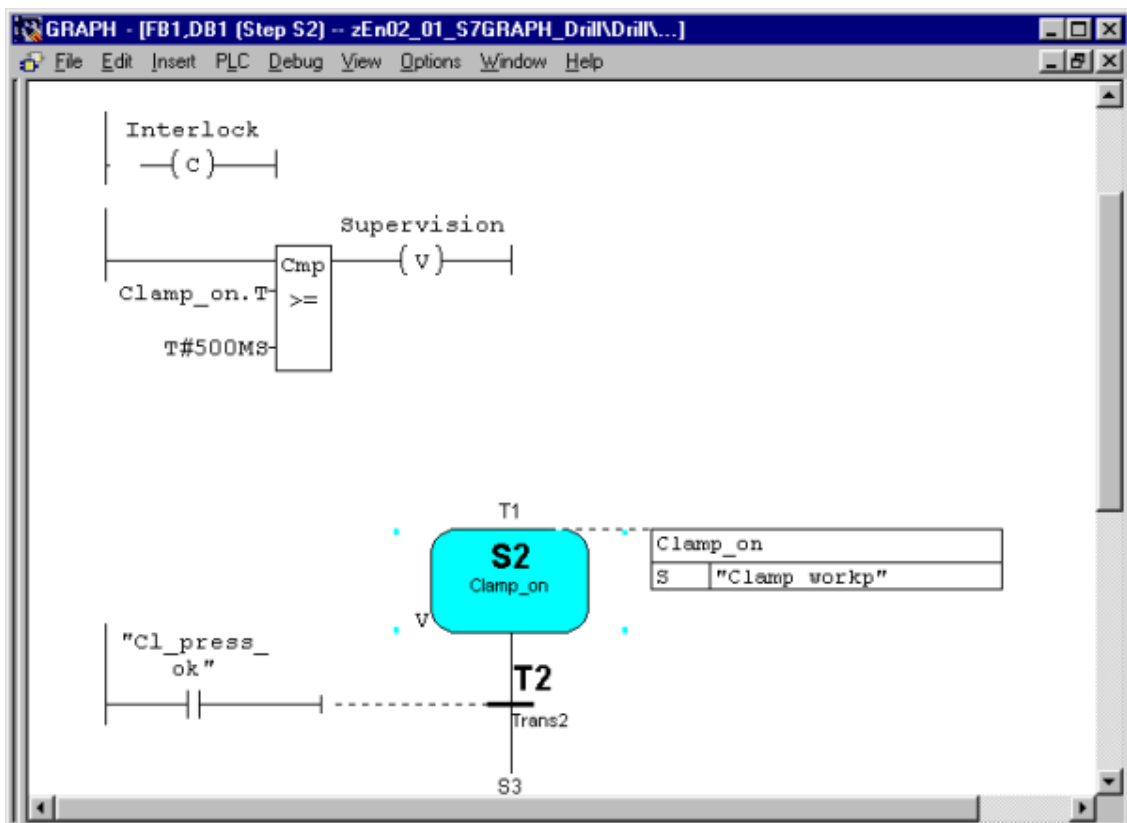 GRAPH - [FB1,DB1 (Step S2) -- zEn02_01_S7GRAPH_Drill\Drill\...]
File Edit Insert PLC Debug View Options Window Help
Interlock
( C )
Supervision
Cmp ( V )
Clamp_on.T >=
T#500MS
T1
S2 Clamp_on
Clamp_on S "Clamp workp"
V
"Cl_press_
ok"
T2
Trans2
S3